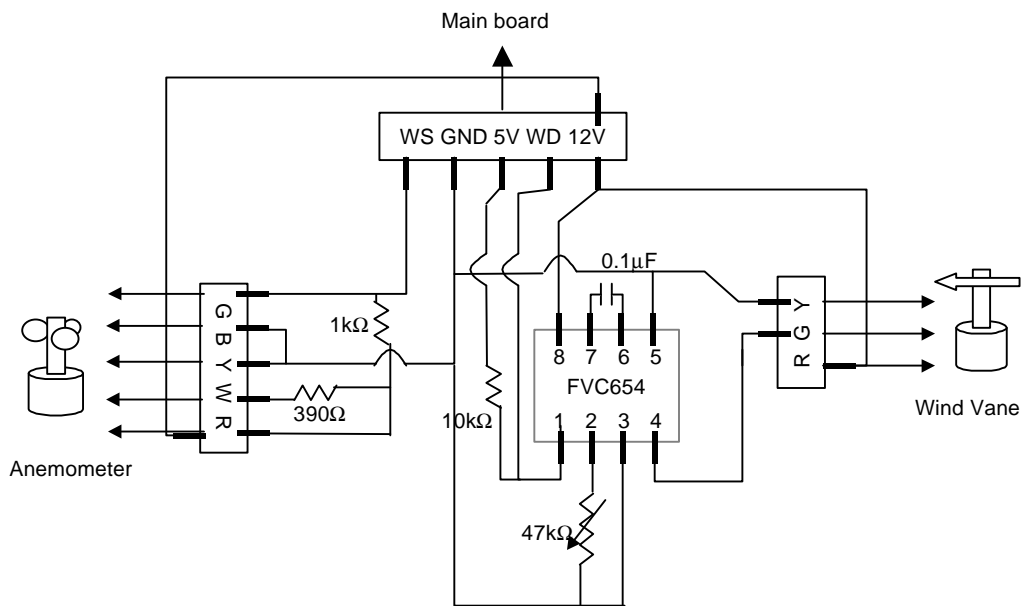 Main board
WS GND 5V WD 12V
0.1μF
G
B
Y
W
R
1kΩ
390Ω
Anemometer
10kΩ
8 7 6 5
FVC654
1 2 3 4
47kΩ
R G Y
Wind Vane